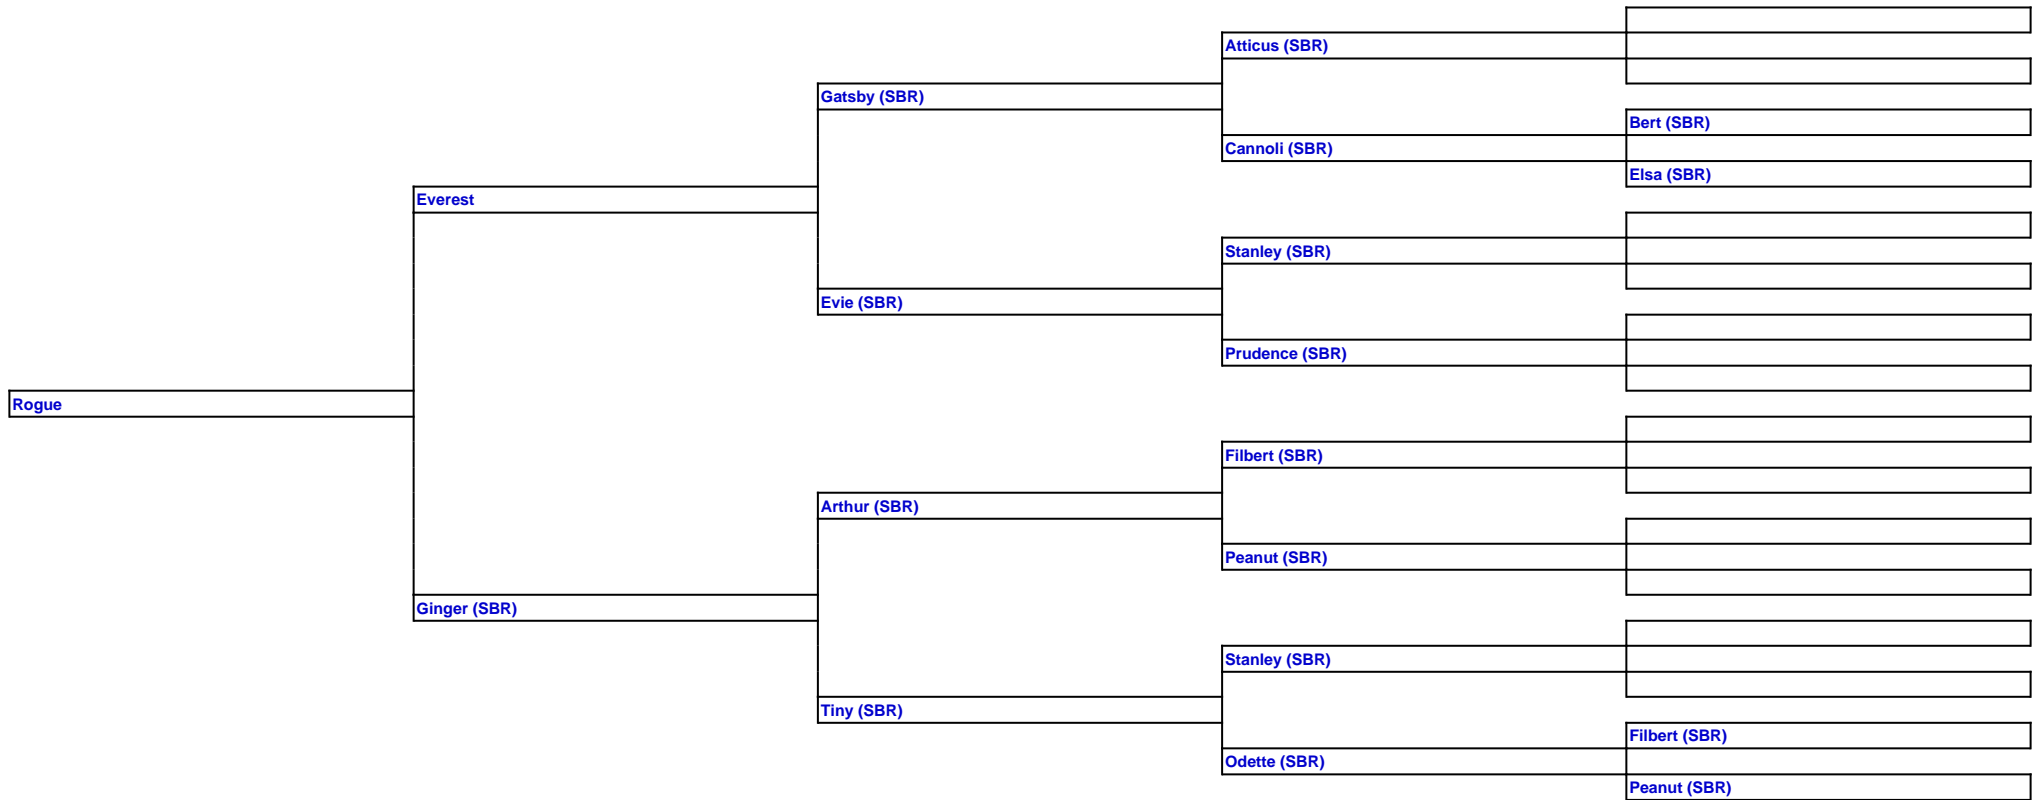 Atticus (SBR)
Gatsby (SBR)
Bert (SBR)
Cannoli (SBR)
Elsa (SBR)
Everest
Stanley (SBR)
Evie (SBR)
Prudence (SBR)
Rogue
Filbert (SBR)
Arthur (SBR)
Peanut (SBR)
Ginger (SBR)
Stanley (SBR)
Tiny (SBR)
Filbert (SBR)
Odette (SBR)
Peanut (SBR)